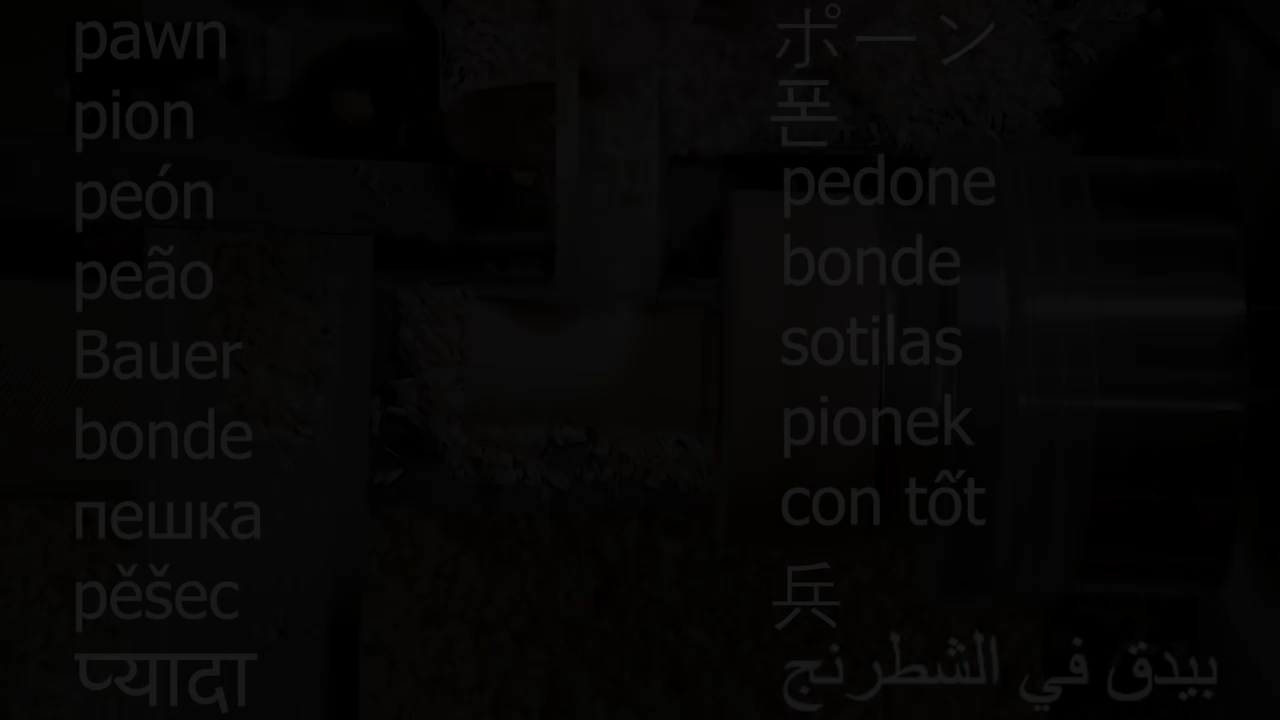 pawn
pion
peón
peão
Bauer
bonde
пешка
pěšec
प्यादा
ポーン
폰
pedone
bonde
sotilas
pionek
con tốt
兵
بيدق في الشطرنج